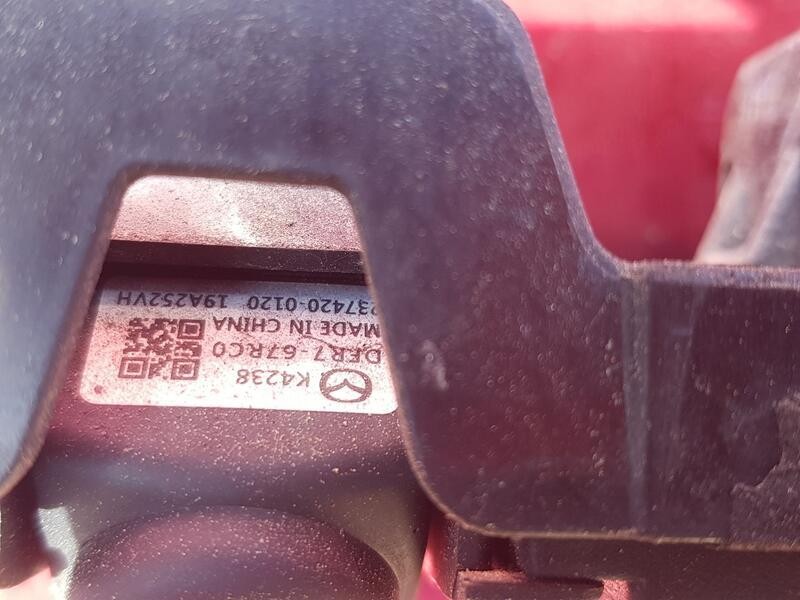 K4238
DFR7-67RC0
MADE IN CHINA
237420-0120 19A252VH